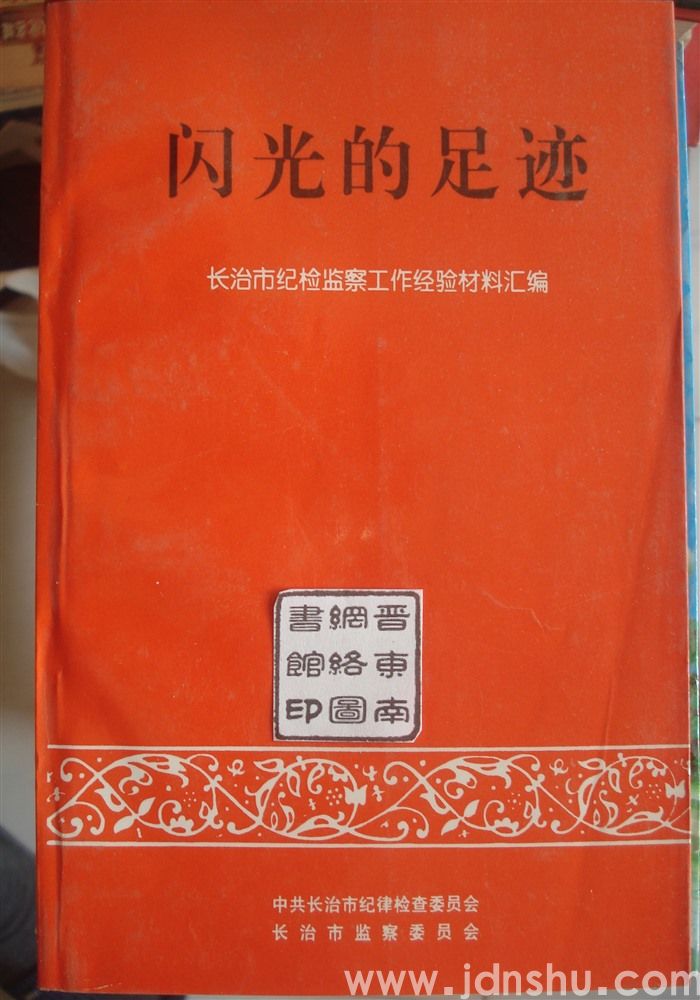 闪光的足迹
长治市纪检监察工作经验材料汇编
晋東南
網絡圖
書館印
中共长治市纪律检查委员会
长治市监察委员会
www.jdnshu.com